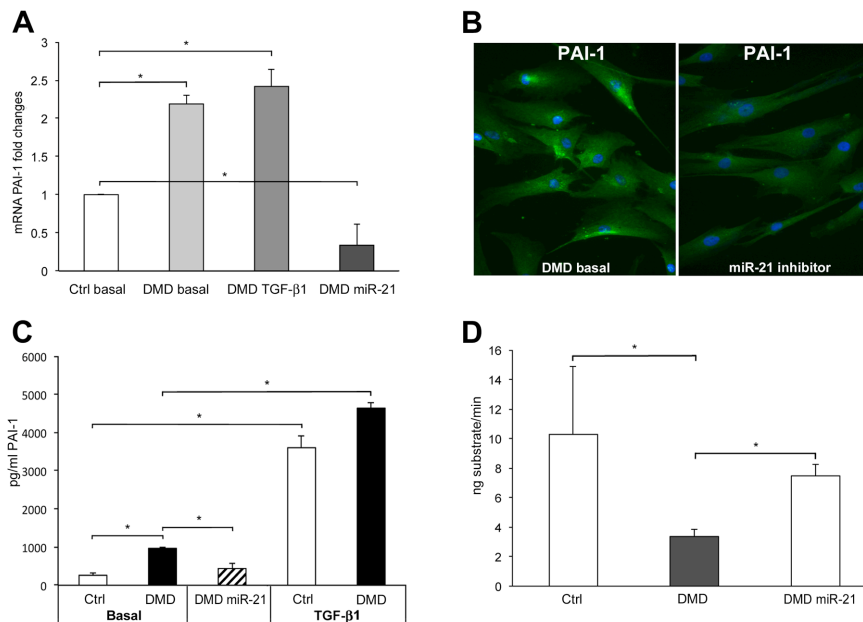 A
mRNA PAI-1 fold changes
3
2.5
2
1.5
1
0.5
0
*
*
*
Ctrl basal
DMD basal
DMD TGF-β1
DMD miR-21
B
PAI-1
PAI-1
DMD basal
miR-21 inhibitor
C
pg/ml PAI-1
6000
5000
4000
3000
2000
1000
0
*
*
*
*
Ctrl
DMD
DMD miR-21
Ctrl
DMD
Basal
TGF-β1
D
ng substrate/min
16
14
12
10
8
6
4
2
0
*
*
Ctrl
DMD
DMD miR-21